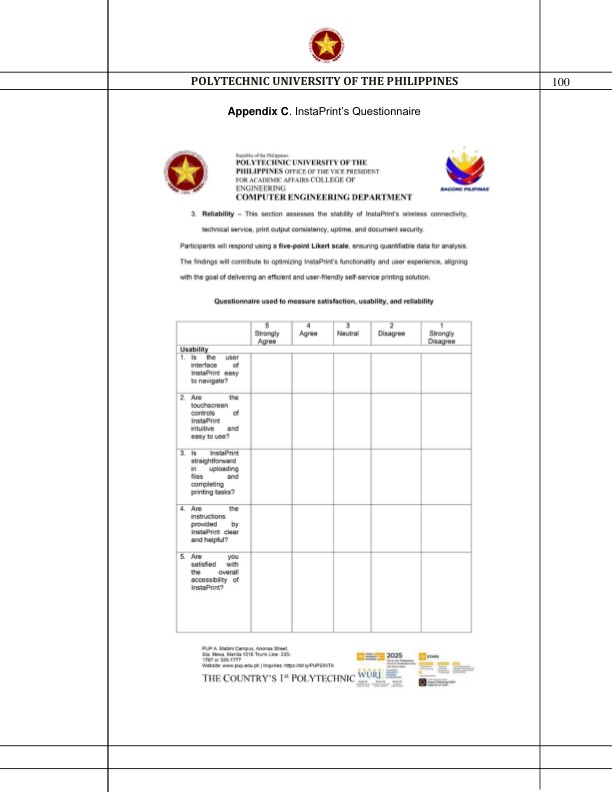 POLYTECHNIC UNIVERSITY OF THE PHILIPPINES
100
Appendix C. InstaPrint's Questionnaire
Republic of the Philippines
POLYTECHNIC UNIVERSITY OF THE
PHILIPPINES OFFICE OF THE VICE PRESIDENT
FOR ACADEMIC AFFAIRS COLLEGE OF
ENGINEERING
COMPUTER ENGINEERING DEPARTMENT
BAGONG PILIPINAS
3. Reliability – This section assesses the stability of InstaPrint's wireless connectivity,
technical service, print output consistency, uptime, and document security.
Participants will respond using a five-point Likert scale, ensuring quantifiable data for analysis.
The findings will contribute to optimizing InstaPrint's functionality and user experience, aligning
with the goal of delivering an efficient and user-friendly self-service printing solution.
Questionnaire used to measure satisfaction, usability, and reliability
5 Strongly Agree
4 Agree
3 Neutral
2 Disagree
1 Strongly Disagree
Usability
1. Is the user
interface of
InstaPrint easy
to navigate?
2. Are the
touchscreen
controls of
InstaPrint
intuitive and
easy to use?
3. Is InstaPrint
straightforward
in uploading
files and
completing
printing tasks?
4. Are the
instructions
provided by
InstaPrint clear
and helpful?
5. Are you
satisfied with
the overall
accessibility of
InstaPrint?
PUP A. Mabini Campus, Anonas Street,
Sta. Mesa, Manila 1016 Trunk Line: 335-
1787 or 335-1777
Website: www.pup.edu.ph | Inquiries: https://bit.ly/PUPSINTA
THE COUNTRY'S 1st POLYTECHNIC
WURI
2025
STARS